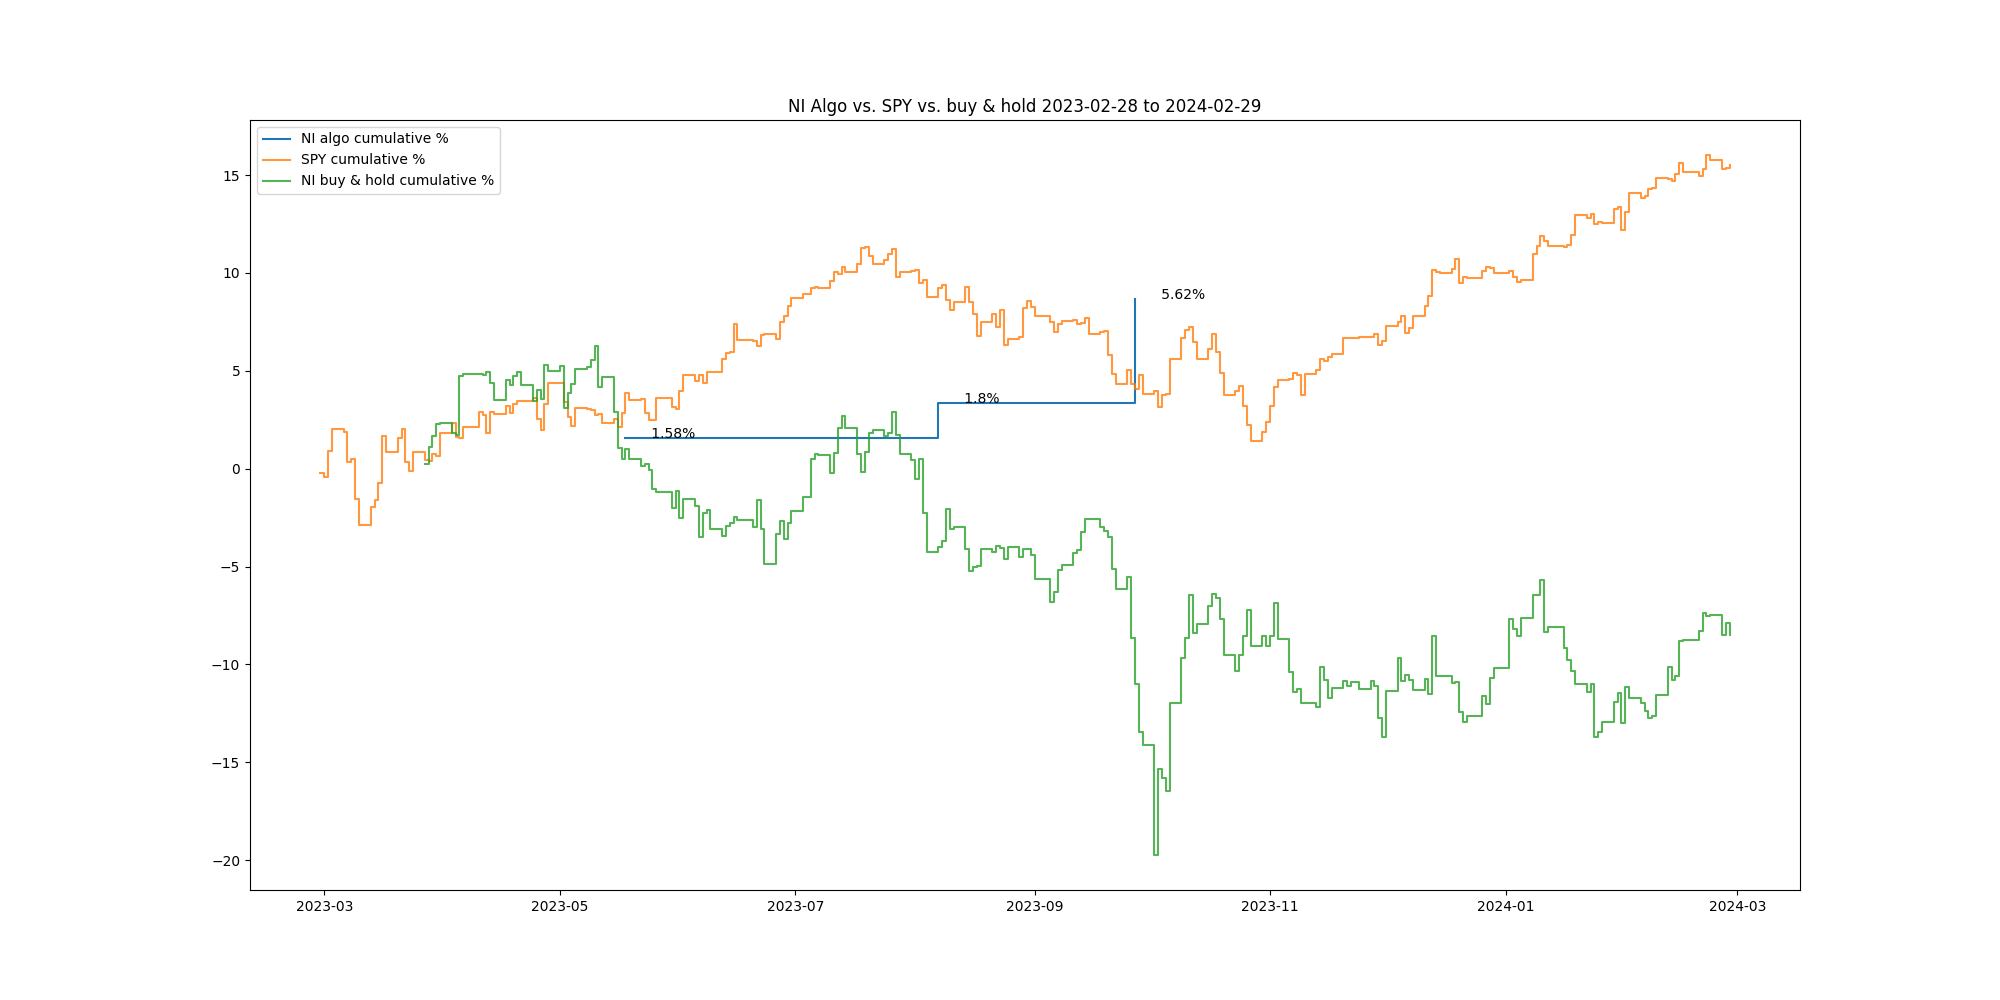 NI Algo vs. SPY vs. buy & hold 2023-02-28 to 2024-02-29
NI algo cumulative %
SPY cumulative %
NI buy & hold cumulative %
15
10
5
0
−5
−10
−15
−20
5.62%
1.8%
1.58%
2023-03 2023-05 2023-07 2023-09 2023-11 2024-01 2024-03